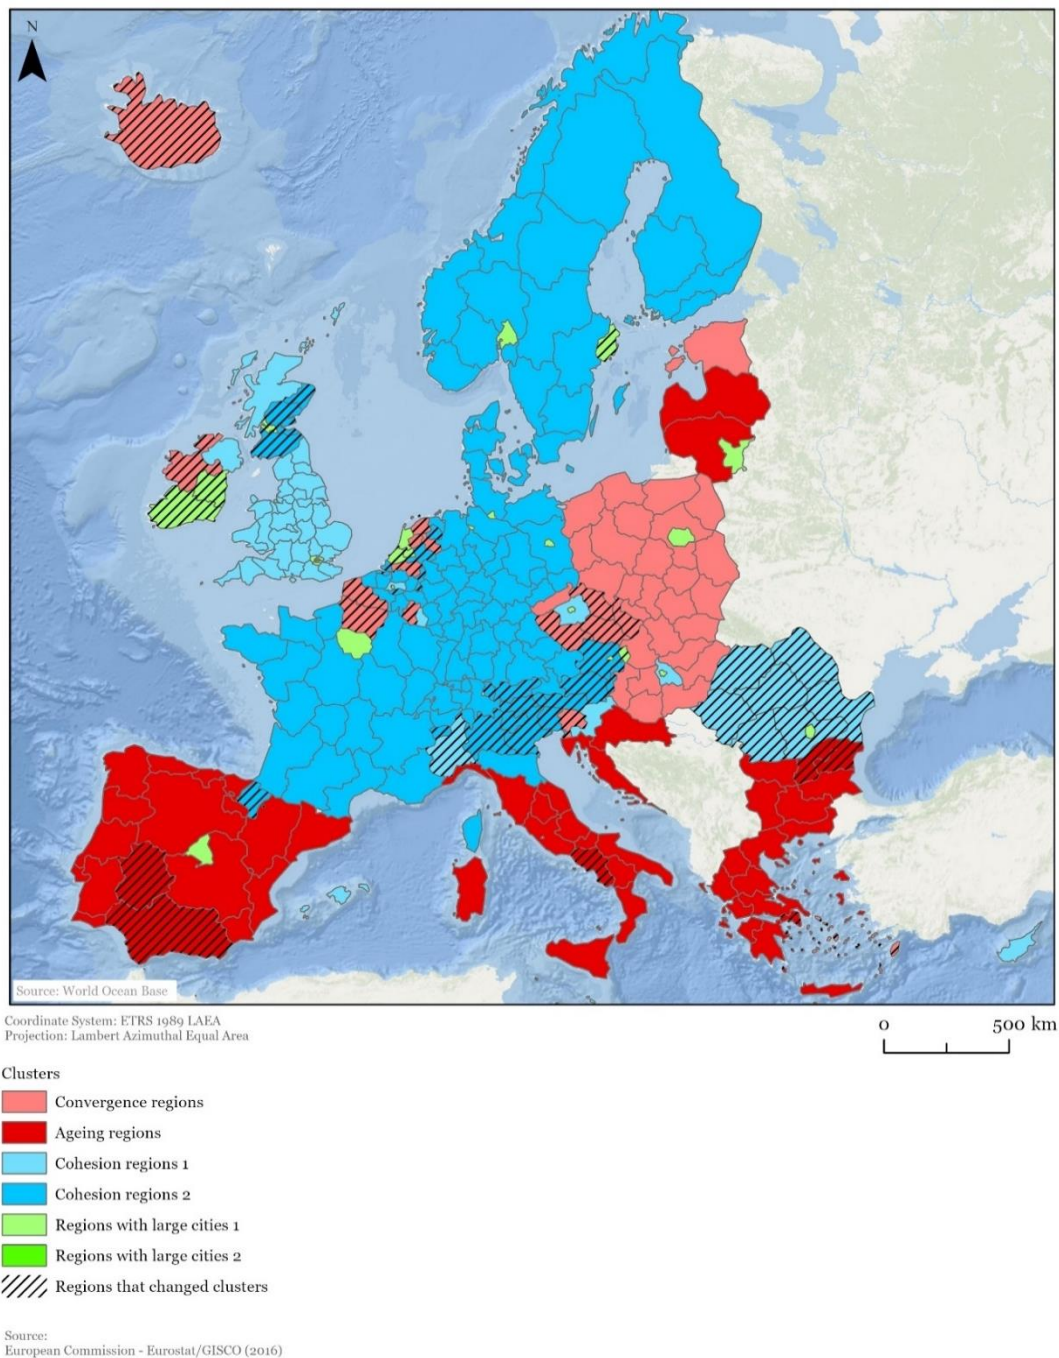 N
Source: World Ocean Base
Coordinate System: ETRS 1989 LAEA
Projection: Lambert Azimuthal Equal Area
0 500 km
Clusters
Convergence regions
Ageing regions
Cohesion regions 1
Cohesion regions 2
Regions with large cities 1
Regions with large cities 2
Regions that changed clusters
Source:
European Commission - Eurostat/GISCO (2016)